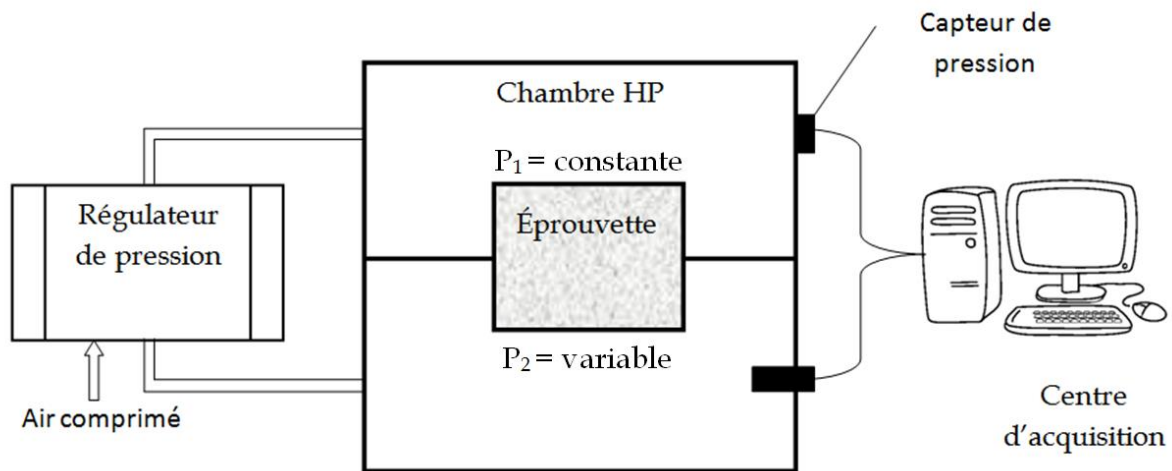 Capteur de
pression
Chambre HP
P₁ = constante
Éprouvette
Régulateur
de pression
P₂ = variable
Air comprimé
Centre
d'acquisition